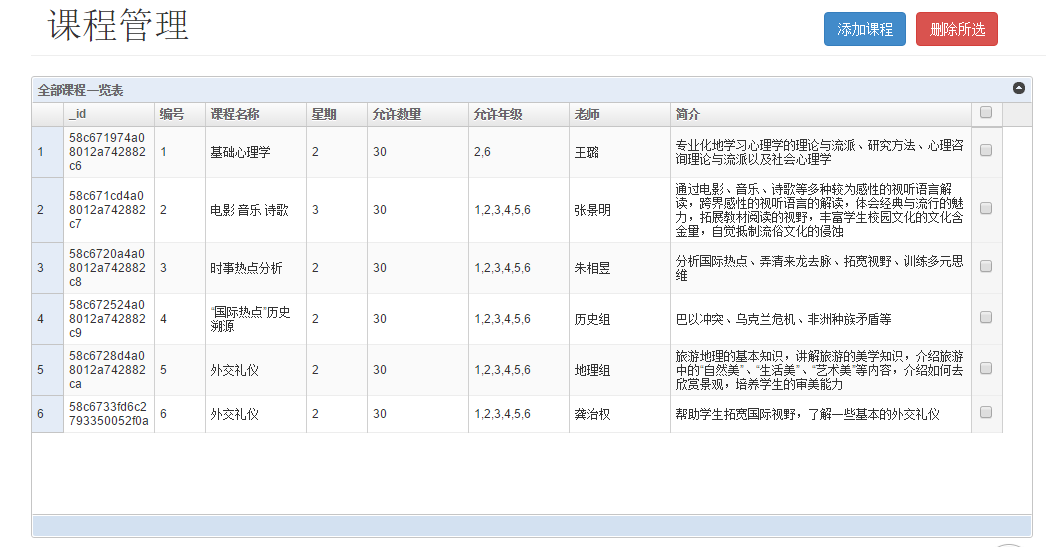 课程管理
添加课程 删除所选
全部课程一览表
_id 编号 课程名称 星期 允许数量 允许年级 老师 简介
1 58c671974a0 8012a742882 c6 1 基础心理学 2 30 2,6 王璐 专业化地学习心理学的理论与流派、研究方法、心理咨询理论与流派以及社会心理学
2 58c671cd4a0 8012a742882 c7 2 电影 音乐 诗歌 3 30 1,2,3,4,5,6 张景明 通过电影、音乐、诗歌等多种较为感性的视听语言解读，跨界感性的视听语言的解读，体会经典与流行的魅力，拓展教材阅读的视野，丰富学生校园文化的文化含金量，自觉抵制流俗文化的侵蚀
3 58c6720a4a0 8012a742882 c8 3 时事热点分析 2 30 1,2,3,4,5,6 朱相昱 分析国际热点、弄清来龙去脉、拓宽视野、训练多元思维
4 58c672524a0 8012a742882 c9 4 “国际热点”历史溯源 2 30 1,2,3,4,5,6 历史组 巴以冲突、乌克兰危机、非洲种族矛盾等
5 58c6728d4a0 8012a742882 ca 5 外交礼仪 2 30 1,2,3,4,5,6 地理组 旅游地理的基本知识，讲解旅游的美学知识，介绍旅游中的“自然美”、“生活美”、“艺术美”等内容，介绍如何去欣赏景观，培养学生的审美能力
6 58c6733fd6c2 793350052f0a 6 外交礼仪 2 30 1,2,3,4,5,6 龚治权 帮助学生拓宽国际视野，了解一些基本的外交礼仪